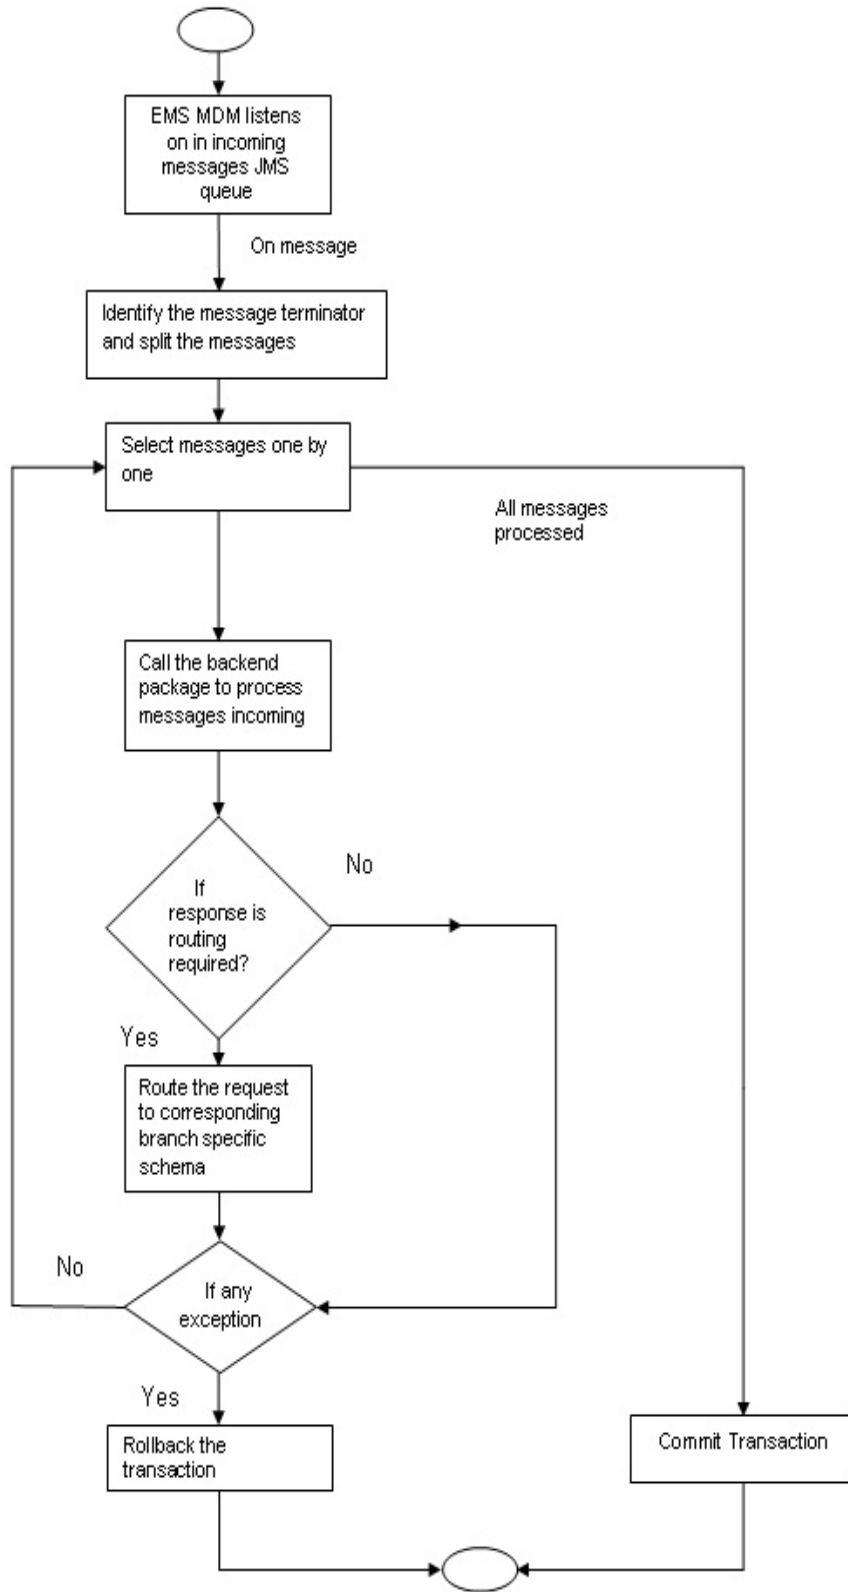 EMS MDM listens
on in incoming
messages JMS
queue
On message
Identify the message terminator
and split the messages
Select messages one by
one
All messages
processed
Call the backend
package to process
messages incoming
No
If
response is
routing
required?
Yes
Route the request
to corresponding
branch specific
schema
No
If any
exception
Yes
Rollback the
transaction
Commit Transaction